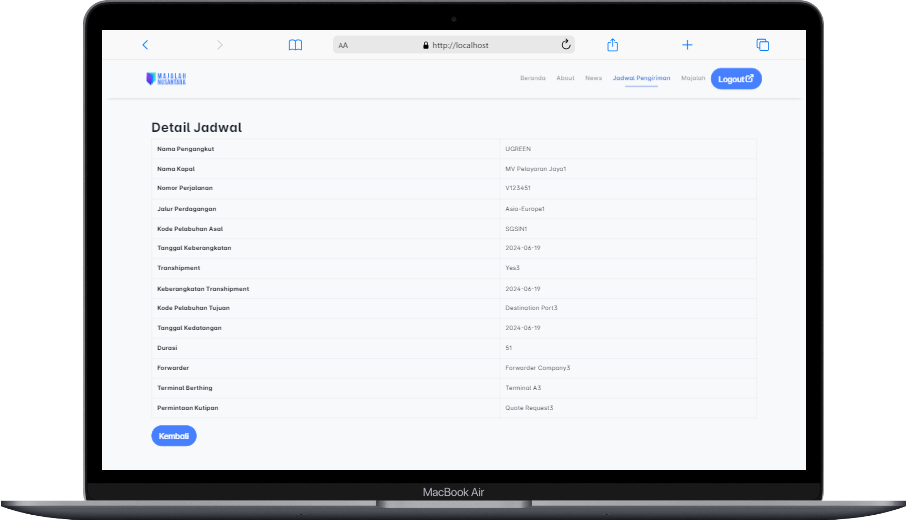 AA http://localhost
MAJALAH
NUSANTARA
Beranda About News Jadwal Pengiriman Majalah Logout
Detail Jadwal
Nama Pengangkut UGREEN
Nama Kapal MV Pelayaran Jaya1
Nomor Perjalanan V123451
Jalur Perdagangan Asia-Europe1
Kode Pelabuhan Asal SGSIN1
Tanggal Keberangkatan 2024-06-19
Transhipment Yes3
Keberangkatan Transhipment 2024-06-19
Kode Pelabuhan Tujuan Destination Port3
Tanggal Kedatangan 2024-06-19
Durasi 51
Forwarder Forwarder Company3
Terminal Berthing Terminal A3
Permintaan Kutipan Quote Request3
Kembali
MacBook Air